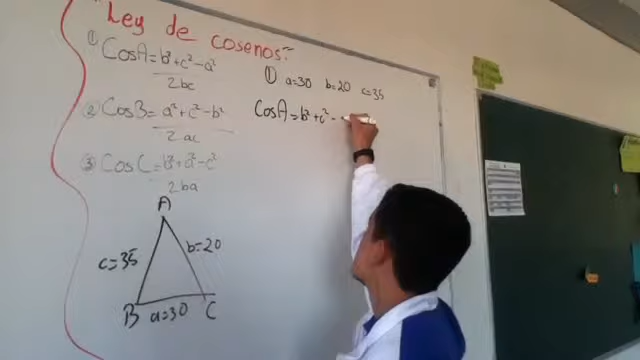 Ley de cosenos:
① CosA = b²+c²-a²
2bc
② CosB = a²+c²-b²
2ac
③ CosC = b²+a²-c²
2ba
① a=30 b=20 c=35
CosA = b²+c²-
A
c=35 b=20
B a=30 C